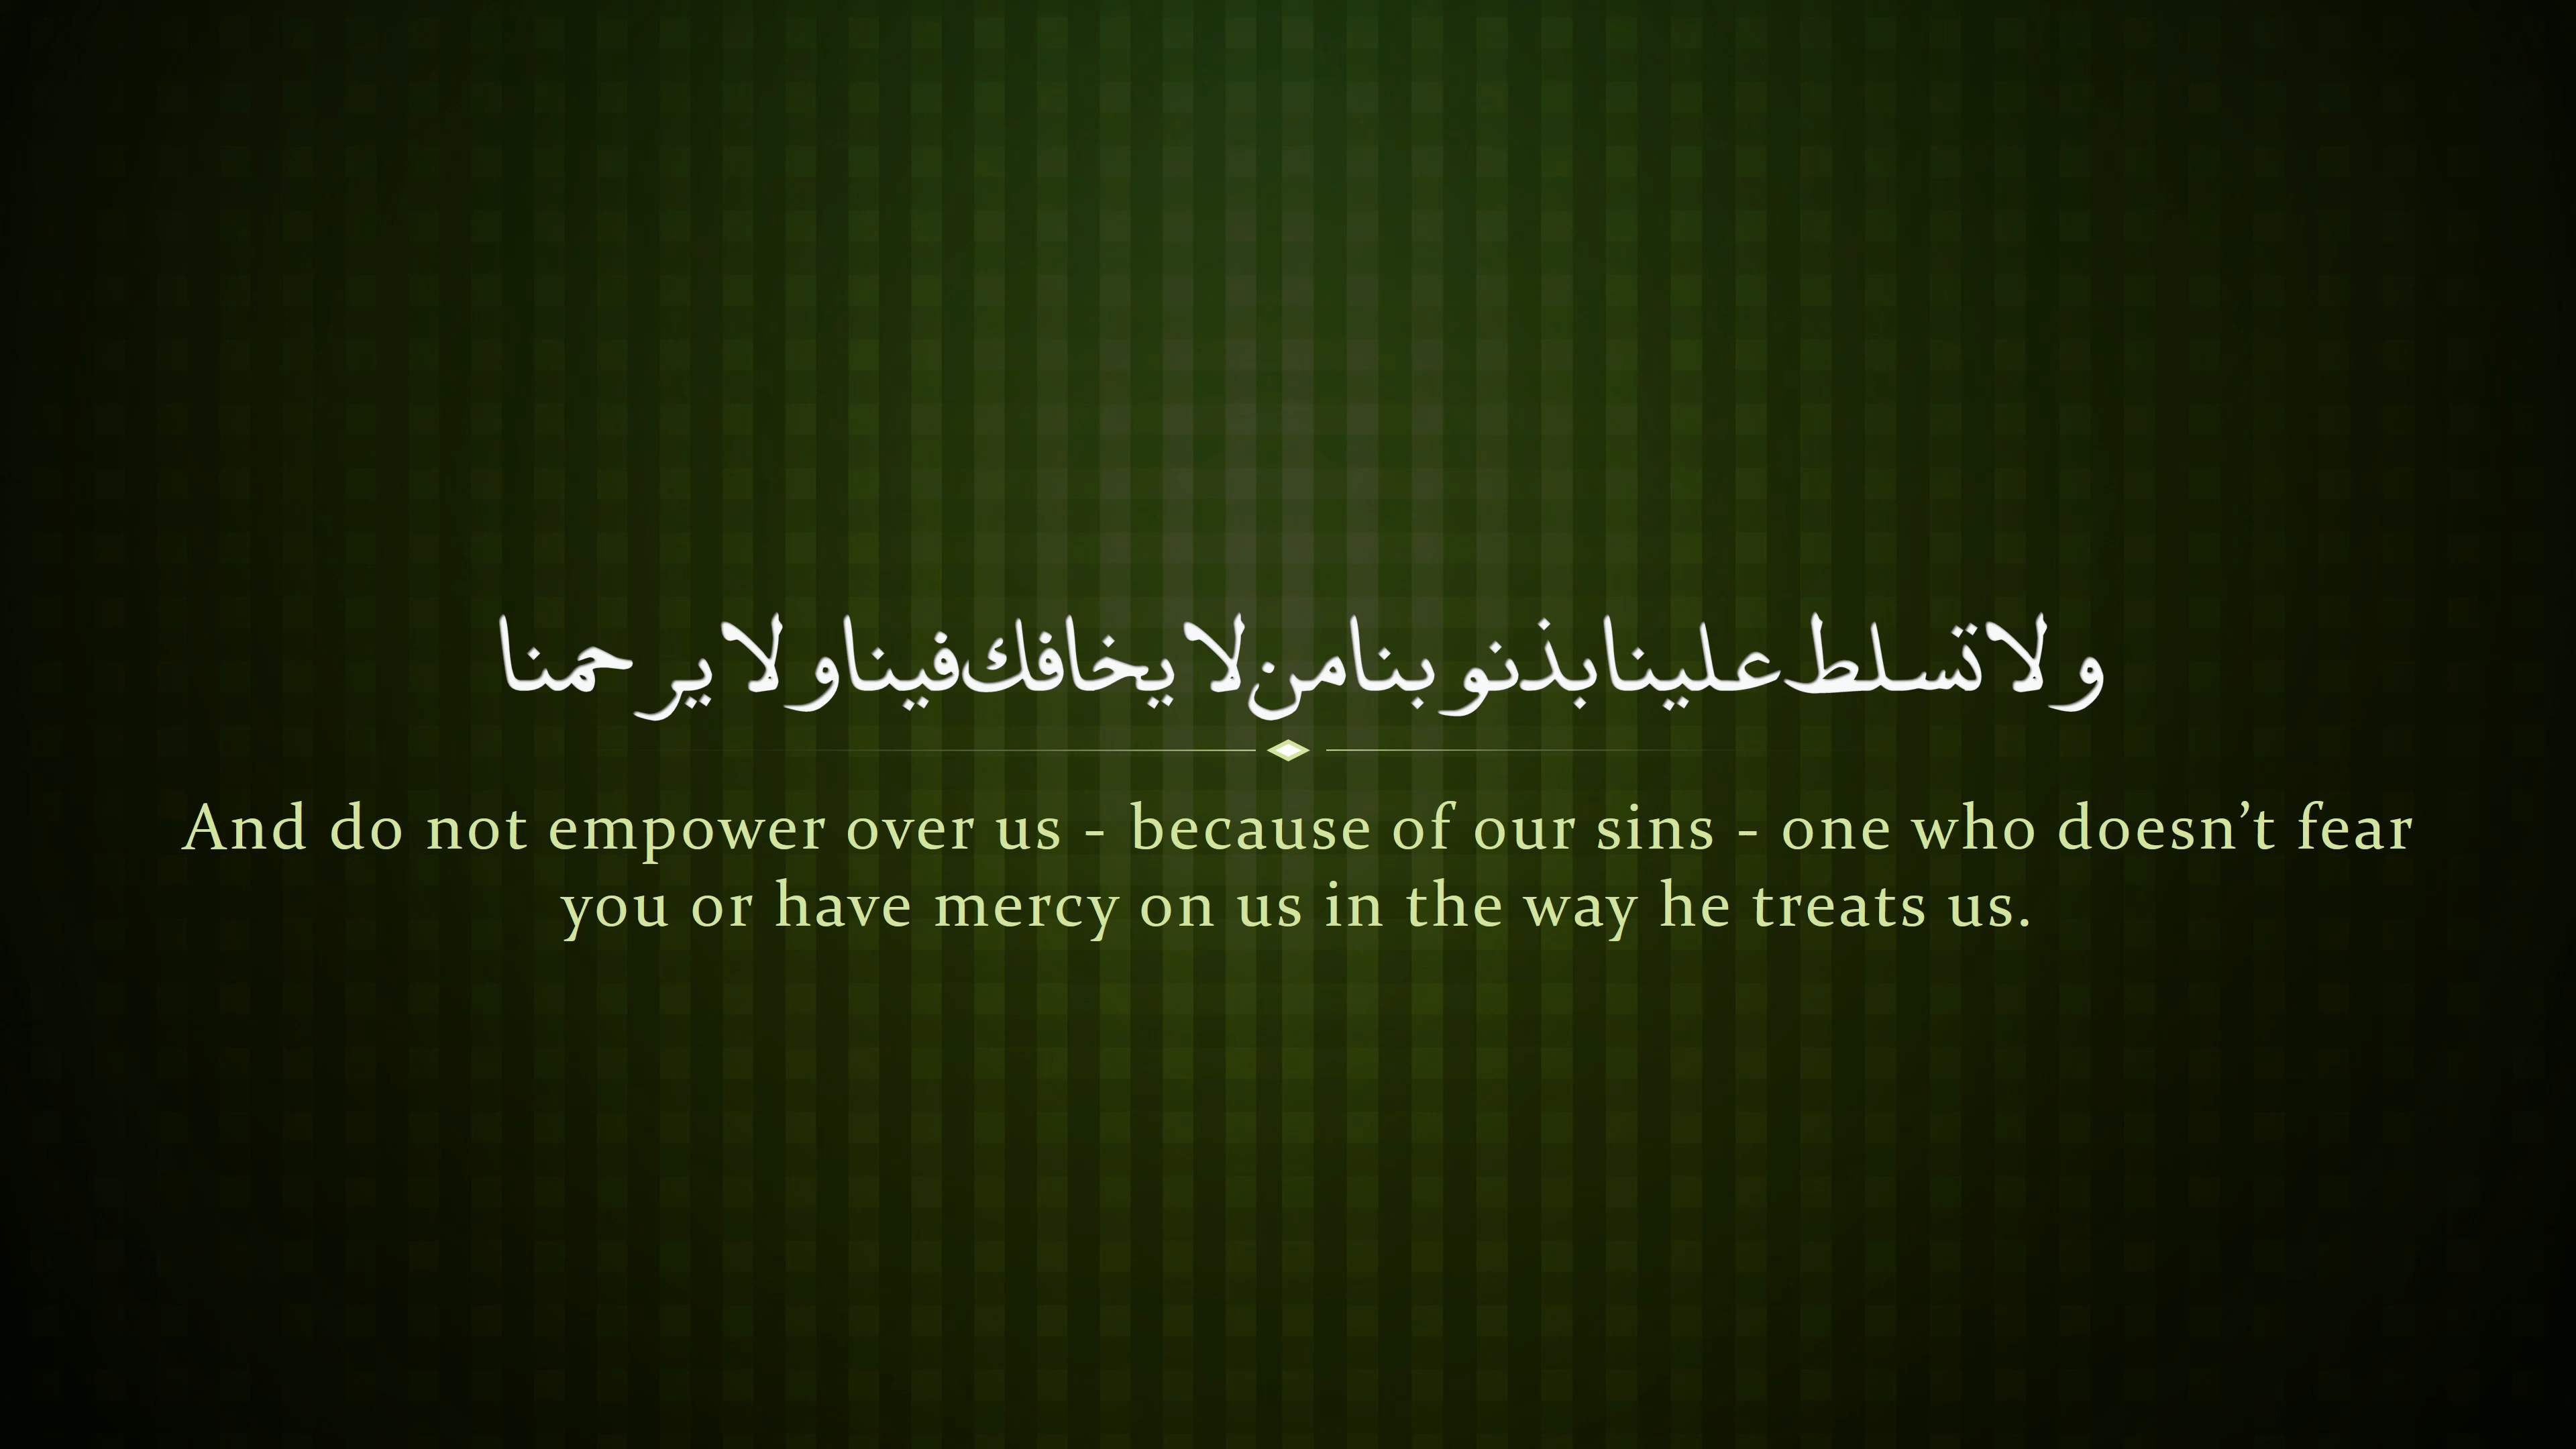 ولا تسلط علينا بذنوبنا من لا يخافك فينا ولا يرحمنا
And do not empower over us - because of our sins - one who doesn’t fear
you or have mercy on us in the way he treats us.